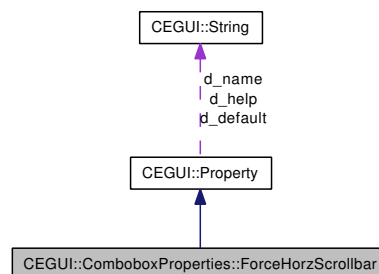 CEGUI::String
d_name
d_help
d_default
CEGUI::Property
CEGUI::ComboboxProperties::ForceHorzScrollbar